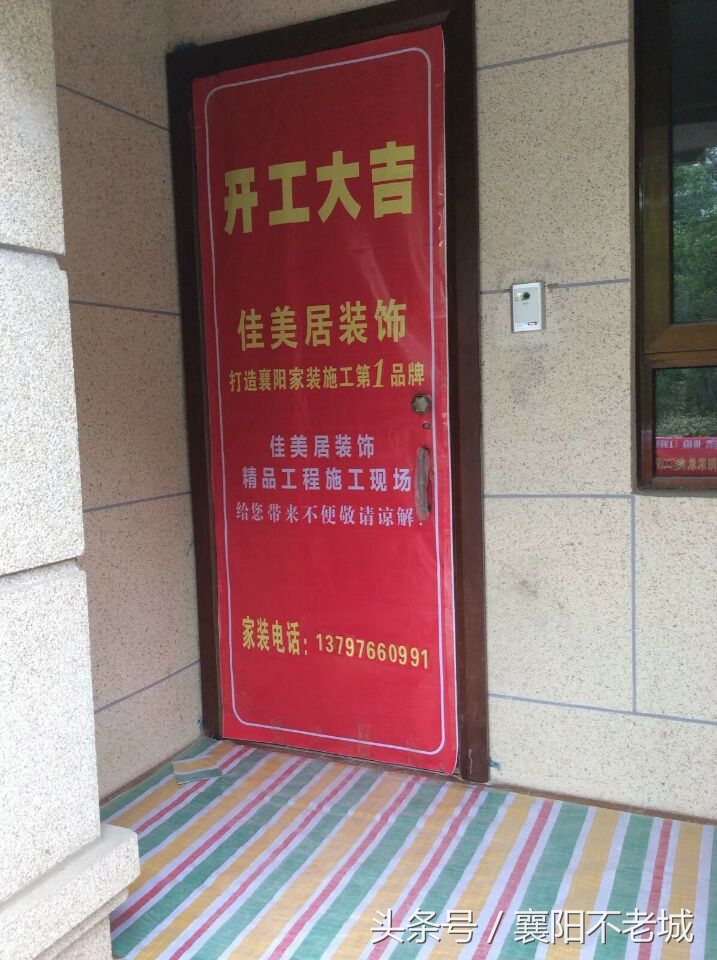 开工大吉
佳美居装饰
打造襄阳家装施工第1品牌
佳美居装饰
精品工程施工现场
给您带来不便敬请谅解!
家装电话：13797660991
头条号／襄阳不老城